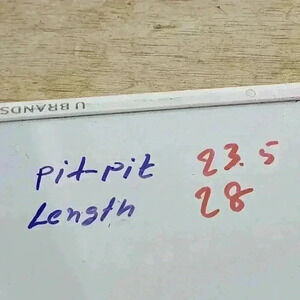 U BRANDS
pit-pit 23.5
Length 28